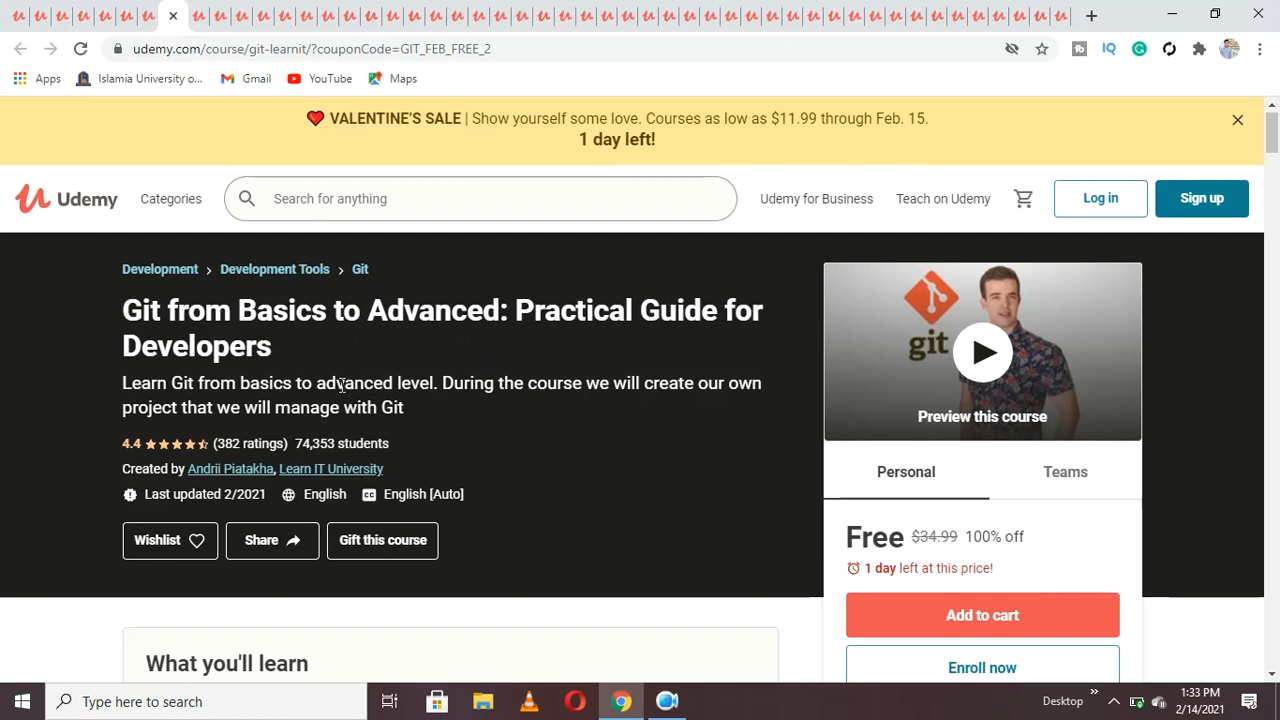 udemy.com/course/git-learnit/?couponCode=GIT_FEB_FREE_2
Apps
Islamia University o...
Gmail
YouTube
Maps
VALENTINE'S SALE | Show yourself some love. Courses as low as $11.99 through Feb. 15.
1 day left!
Udemy
Categories
Search for anything
Udemy for Business
Teach on Udemy
Log in
Sign up
Development > Development Tools > Git
Git from Basics to Advanced: Practical Guide for
Developers
Learn Git from basics to advanced level. During the course we will create our own
project that we will manage with Git
4.4 (382 ratings) 74,353 students
Created by Andrii Piatakha, Learn IT University
Last updated 2/2021 English English [Auto]
Wishlist
Share
Gift this course
git
Preview this course
Personal
Teams
Free $34.99 100% off
1 day left at this price!
Add to cart
Enroll now
What you'll learn
Type here to search
Desktop
1:33 PM
2/14/2021